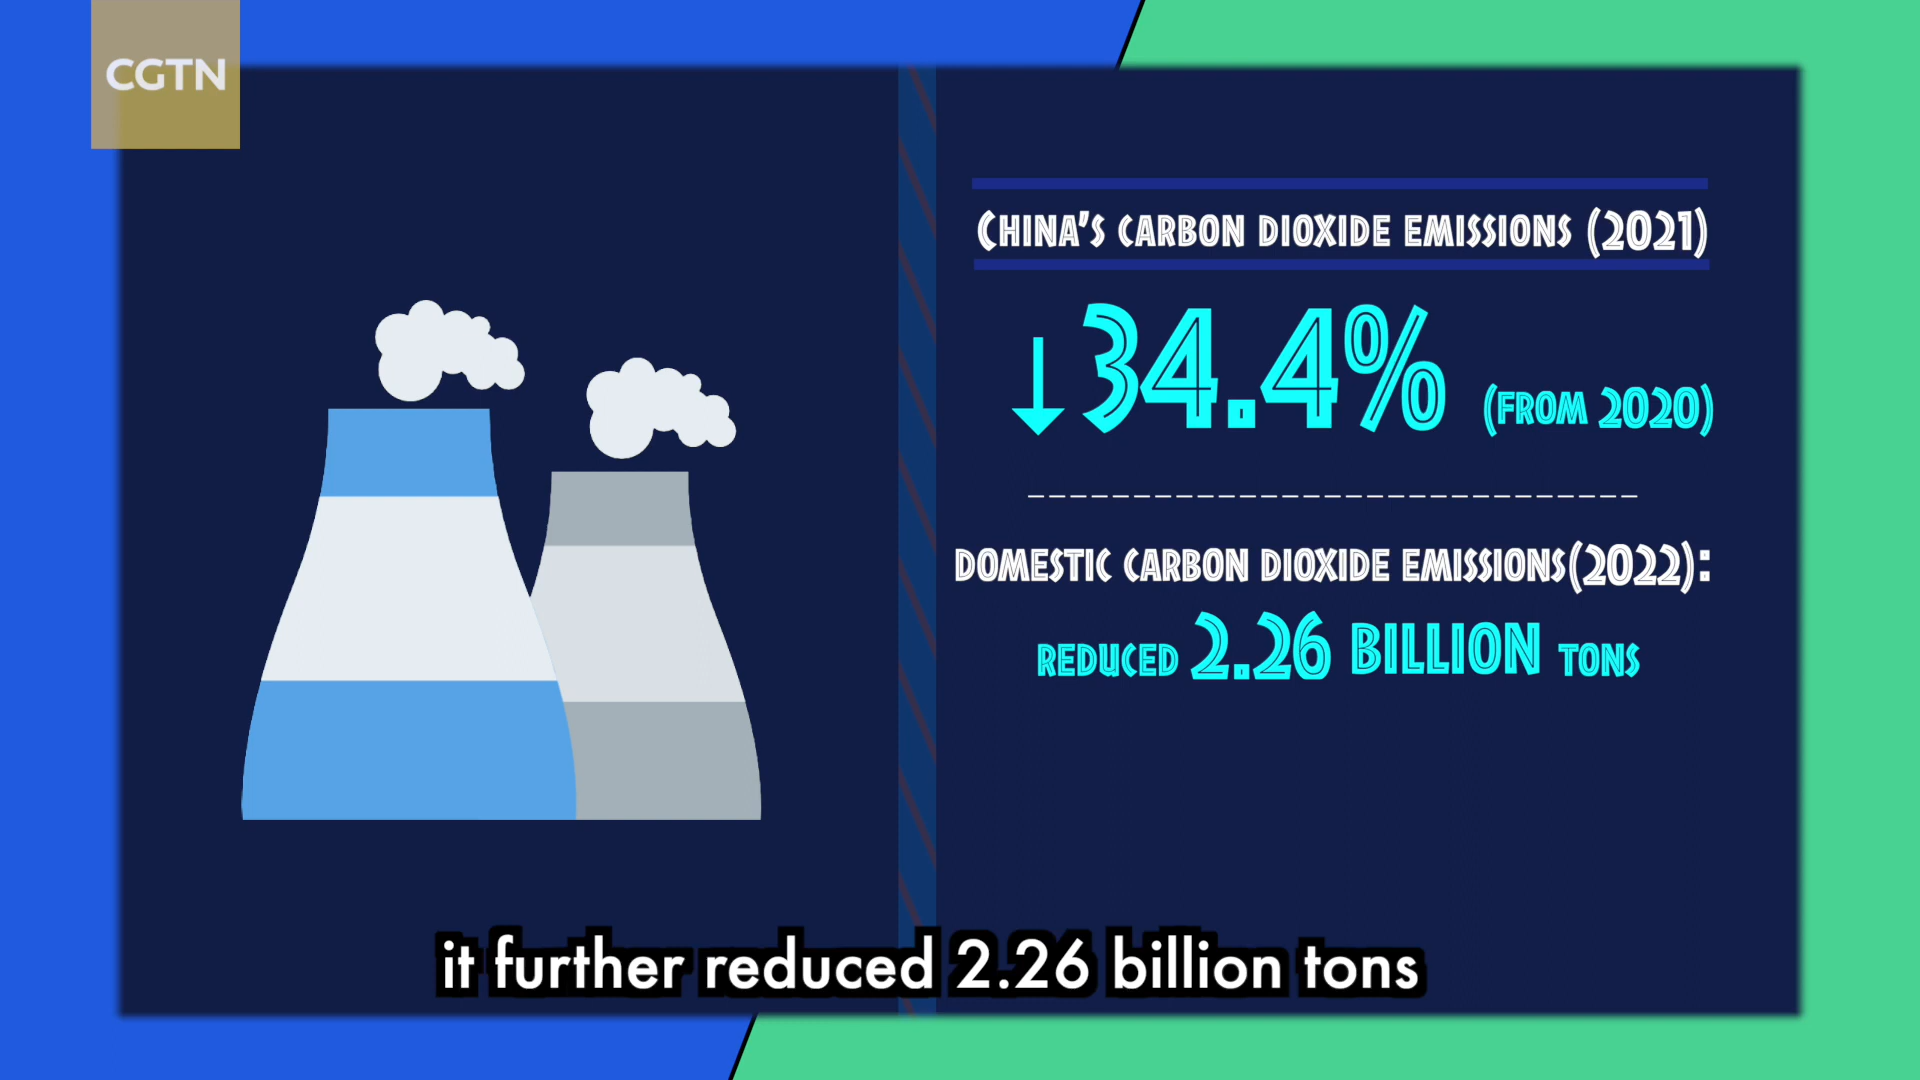 CGTN
CHINA'S CARBON DIOXIDE EMISSIONS (2021)
↓34.4% (FROM 2020)
DOMESTIC CARBON DIOXIDE EMISSIONS(2022):
REDUCED 2.26 BILLION TONS
it further reduced 2.26 billion tons